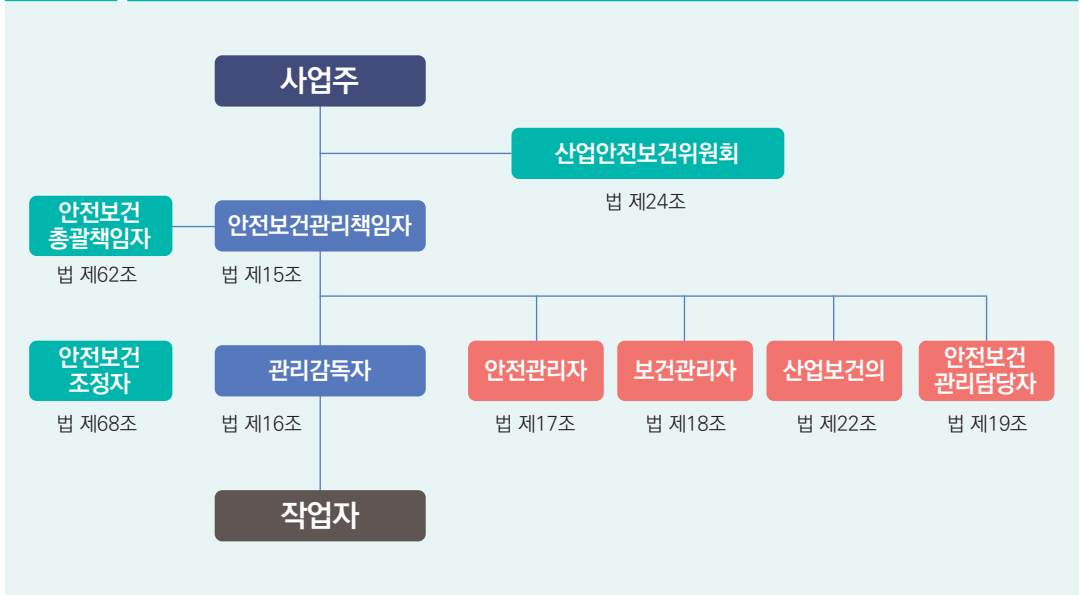 사업주
산업안전보건위원회
법 제24조
안전보건
총괄책임자
법 제62조
안전보건관리책임자
법 제15조
안전보건
조정자
법 제68조
관리감독자
법 제16조
안전관리자
법 제17조
보건관리자
법 제18조
산업보건의
법 제22조
안전보건
관리담당자
법 제19조
작업자